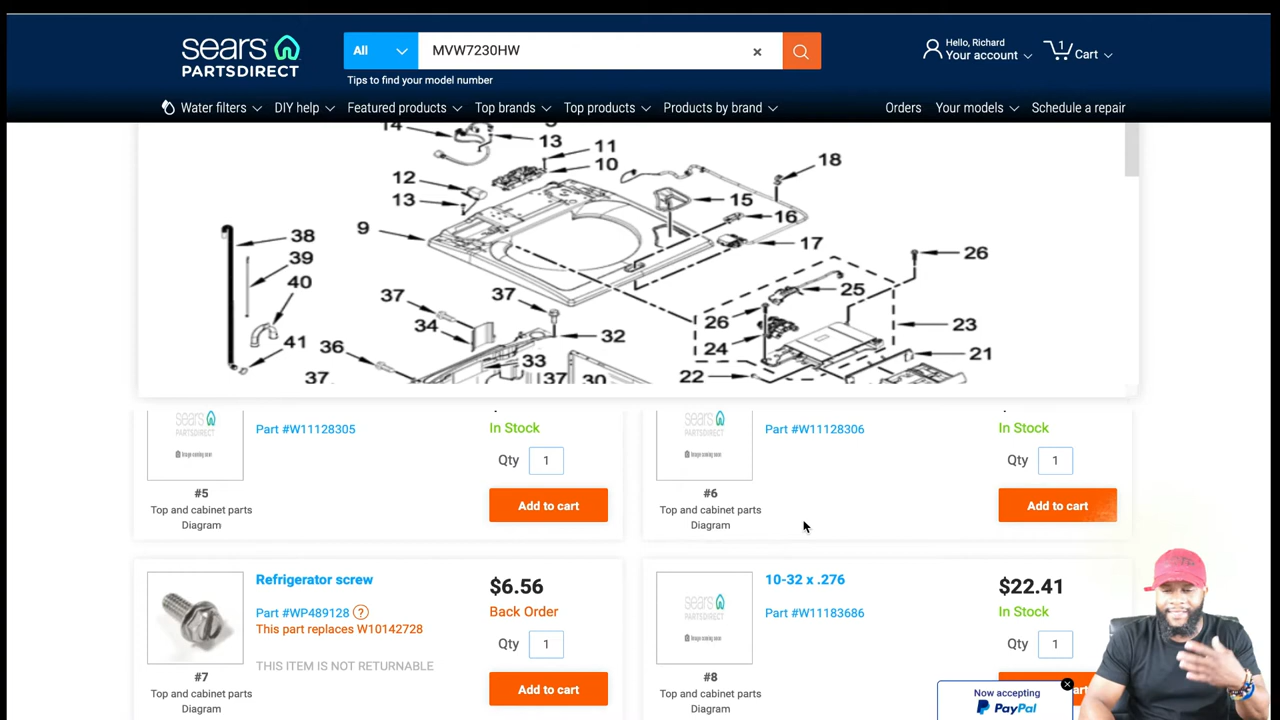 sears
PARTSDIRECT
All
MVW7230HW
×
Tips to find your model number
Hello, Richard
Your account
1
Cart
Water filters
DIY help
Featured products
Top brands
Top products
Products by brand
Orders
Your models
Schedule a repair
14
13
11
10
12
13
9
18
15
16
17
38
39
40
41
37
34
36
37
37
32
33
37
30
26
25
26
23
24
21
22
Part #W11128305
In Stock
Qty 1
Add to cart
#5
Top and cabinet parts
Diagram
Part #W11128306
In Stock
Qty 1
Add to cart
#6
Top and cabinet parts
Diagram
Refrigerator screw
$6.56
Part #WP489128 ?
Back Order
This part replaces W10142728
Qty 1
THIS ITEM IS NOT RETURNABLE
Add to cart
#7
Top and cabinet parts
Diagram
10-32 x .276
$22.41
Part #W11183686
In Stock
Qty 1
#8
Top and cabinet parts
Diagram
Now accepting
PayPal